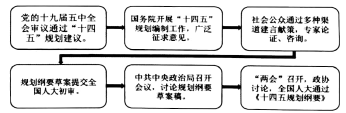 党的十九届五中全
会审议通过“十四
五”规划建议。
国务院开展“十四五”
规划编制工作，广泛
征求意见。
社会公众通过多种渠
道建言献策，专家论
证、咨询。
规划纲要草案提交全
国人大初审。
中共中央政治局召开
会议，讨论规划纲要
草案稿。
“两会”召开，政协
讨论，全国人大通过
《十四五规划纲要》